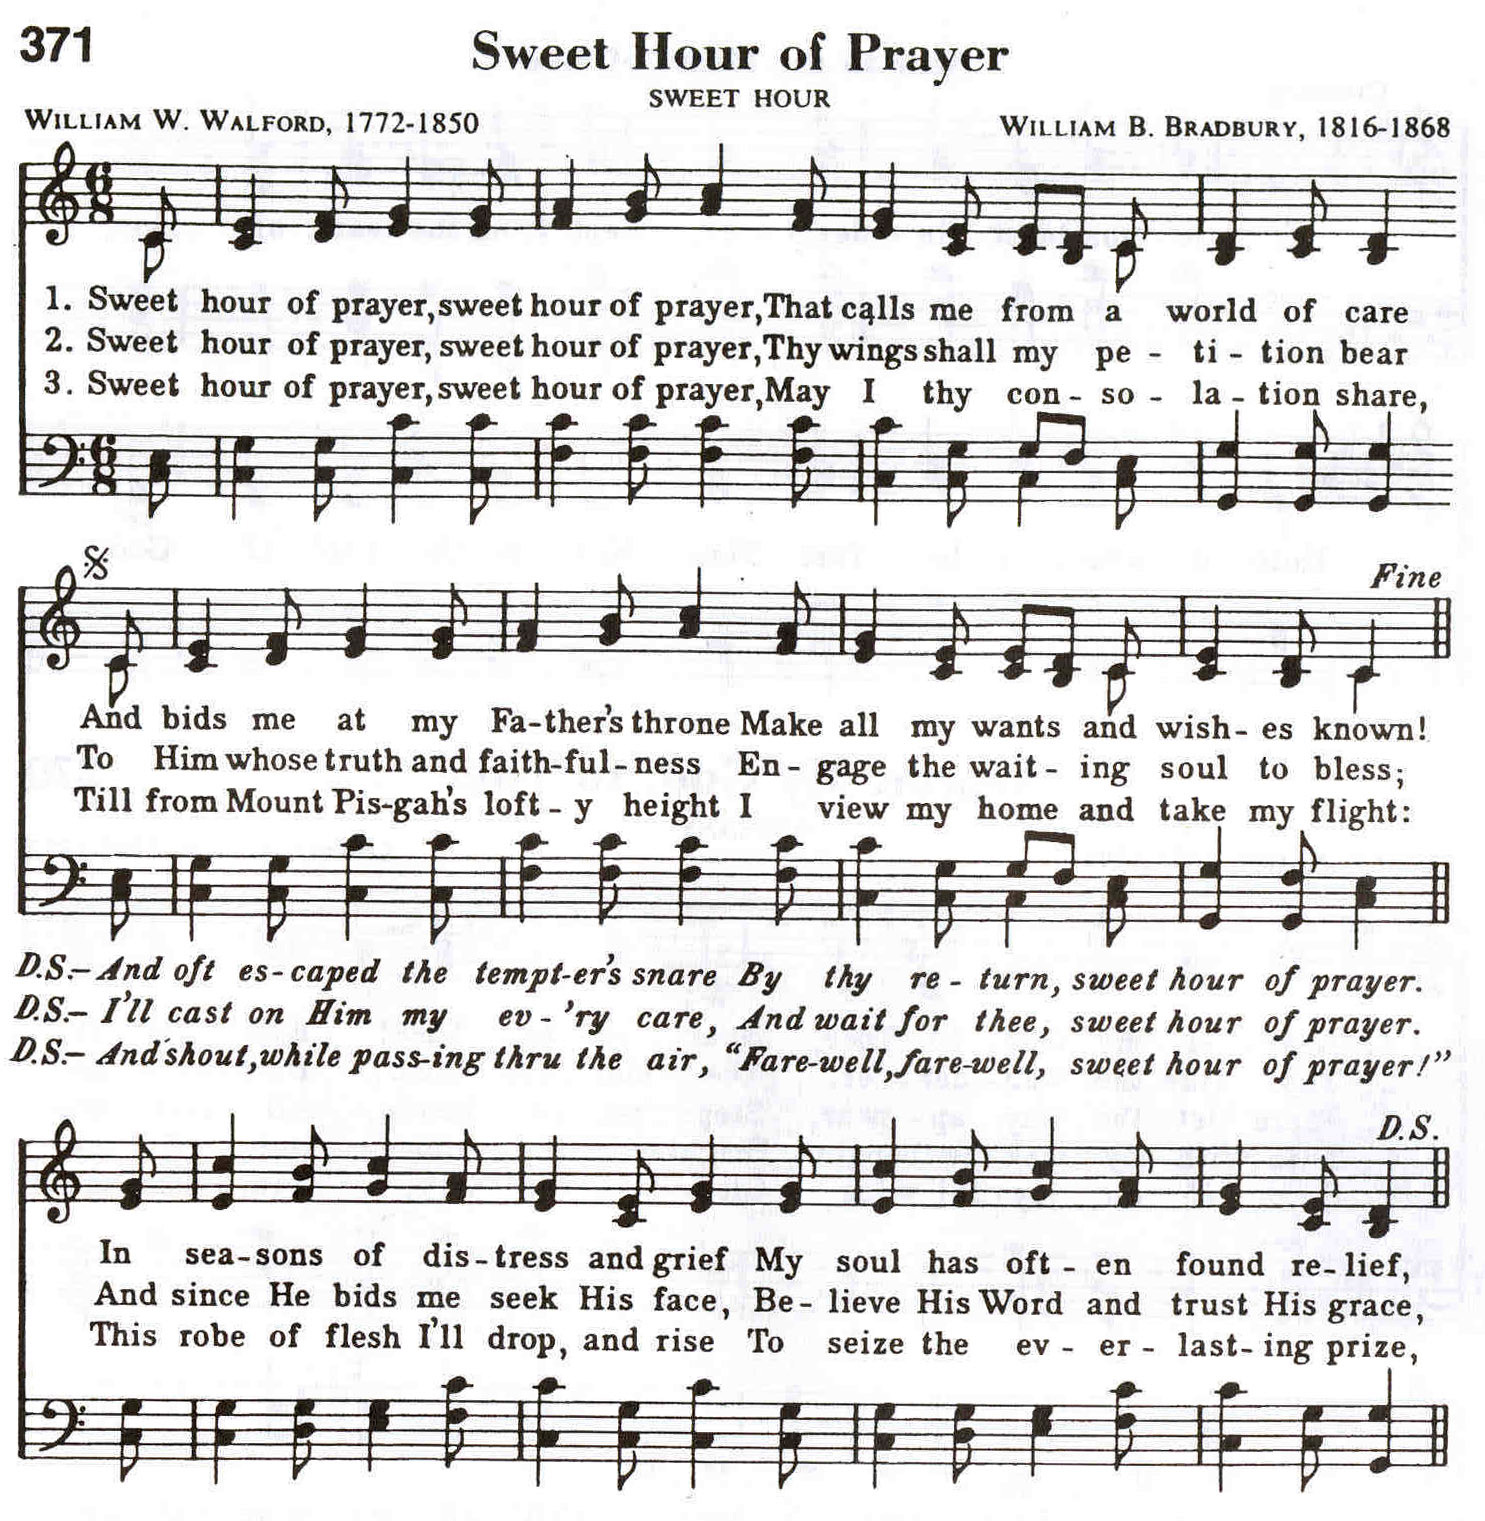 371
Sweet Hour of Prayer
SWEET HOUR
WILLIAM W. WALFORD, 1772-1850
WILLIAM B. BRADBURY, 1816-1868
1. Sweet hour of prayer, sweet hour of prayer, That calls me from a world of care
2. Sweet hour of prayer, sweet hour of prayer, Thy wings shall my pe - ti - tion bear
3. Sweet hour of prayer, sweet hour of prayer, May I thy con - so - la - tion share,
Fine
And bids me at my Fa-ther's throne Make all my wants and wish-es known!
To Him whose truth and faith-ful-ness En-gage the wait-ing soul to bless;
Till from Mount Pis-gah's loft-y height I view my home and take my flight:
D.S.-And oft es-caped the tempt-er's snare By thy re-turn, sweet hour of prayer.
D.S.- I'll cast on Him my ev-'ry care, And wait for thee, sweet hour of prayer.
D.S.- And shout, while pass-ing thru the air, "Fare-well, fare-well, sweet hour of prayer!"
D.S.
In sea-sons of dis-tress and grief My soul has oft-en found re-lief,
And since He bids me seek His face, Be-lieve His Word and trust His grace,
This robe of flesh I'll drop, and rise To seize the ev-er-last-ing prize,